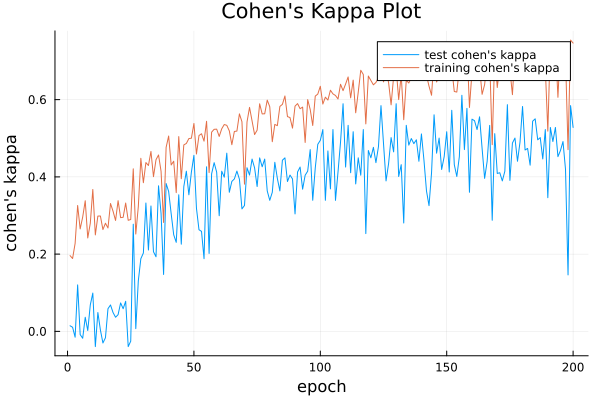 Cohen's Kappa Plot
test cohen's kappa
training cohen's kappa
cohen's kappa
0.6
0.4
0.2
0.0
0 50 100 150 200
epoch